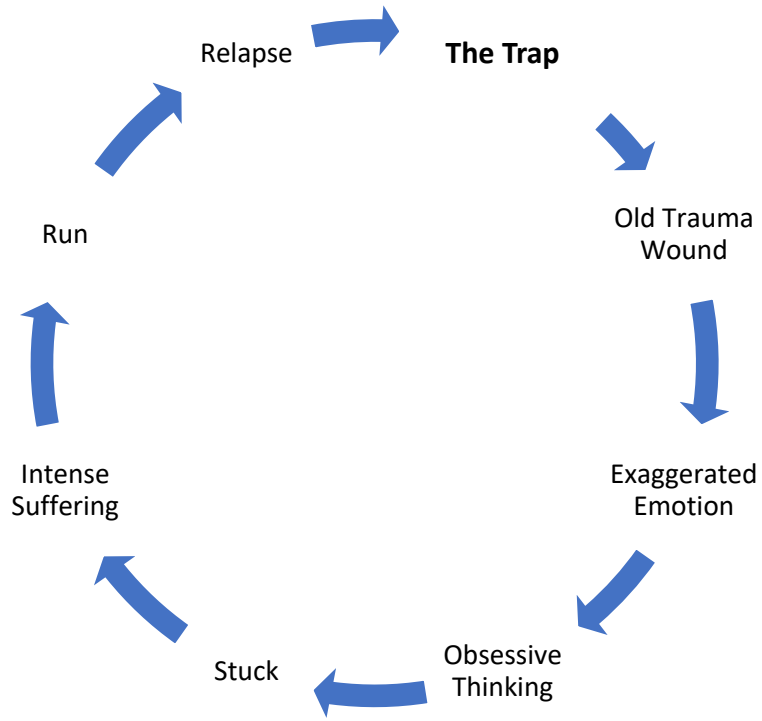 The Trap
Old Trauma
Wound
Exaggerated
Emotion
Obsessive
Thinking
Stuck
Intense
Suffering
Run
Relapse